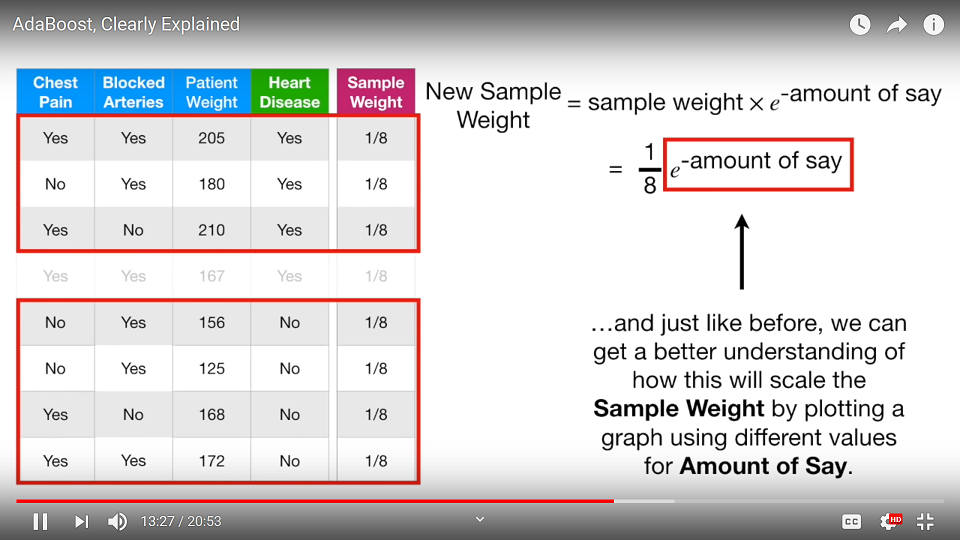 AdaBoost, Clearly Explained
Chest Pain Blocked Arteries Patient Weight Heart Disease Sample Weight
Yes Yes 205 Yes 1/8
No Yes 180 Yes 1/8
Yes No 210 Yes 1/8
Yes Yes 167 Yes 1/8
No Yes 156 No 1/8
No Yes 125 No 1/8
Yes No 168 No 1/8
Yes Yes 172 No 1/8
New Sample Weight = sample weight × e^-amount of say
= 1/8 e^-amount of say
…and just like before, we can
get a better understanding of
how this will scale the
Sample Weight by plotting a
graph using different values
for Amount of Say.
13:27 / 20:53
CC
HD